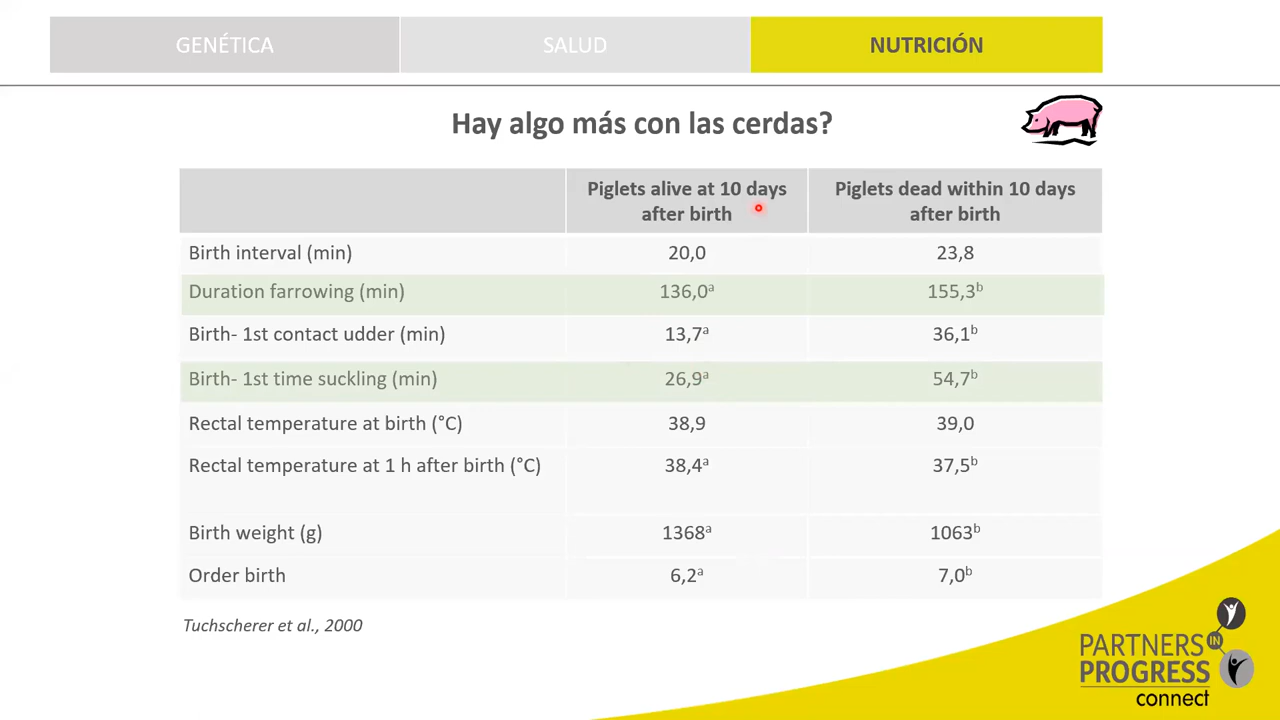 GENÉTICA
SALUD
NUTRICIÓN
Hay algo más con las cerdas?
Piglets alive at 10 days
after birth
Piglets dead within 10 days
after birth
Birth interval (min) 20,0 23,8
Duration farrowing (min) 136,0ᵃ 155,3ᵇ
Birth- 1st contact udder (min) 13,7ᵃ 36,1ᵇ
Birth- 1st time suckling (min) 26,9ᵃ 54,7ᵇ
Rectal temperature at birth (°C) 38,9 39,0
Rectal temperature at 1 h after birth (°C) 38,4ᵃ 37,5ᵇ
Birth weight (g) 1368ᵃ 1063ᵇ
Order birth 6,2ᵃ 7,0ᵇ
Tuchscherer et al., 2000
PARTNERS IN
PROGRESS
connect